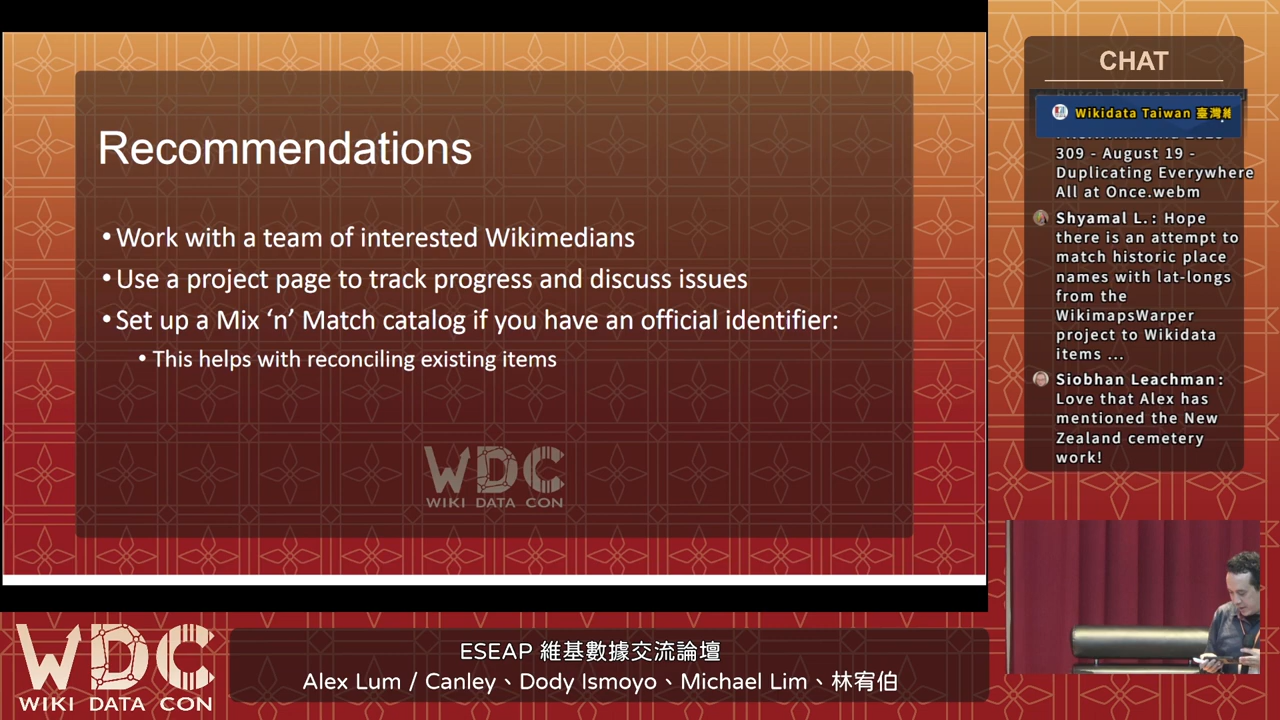 Recommendations
•Work with a team of interested Wikimedians
•Use a project page to track progress and discuss issues
•Set up a Mix ‘n’ Match catalog if you have an official identifier:
•This helps with reconciling existing items
WDC
WIKI DATA CON
CHAT
Wikidata Taiwan
309 - August 19 -
Duplicating Everywhere
All at Once.webm
Shyamal L.: Hope
there is an attempt to
match historic place
names with lat-longs
from the
WikimapsWarper
project to Wikidata
items ...
Siobhan Leachman:
Love that Alex has
mentioned the New
Zealand cemetery
work!
WDC
WIKI DATA CON
ESEAP 維基數據交流論壇
Alex Lum / Canley、Dody Ismoyo、Michael Lim、林宥伯